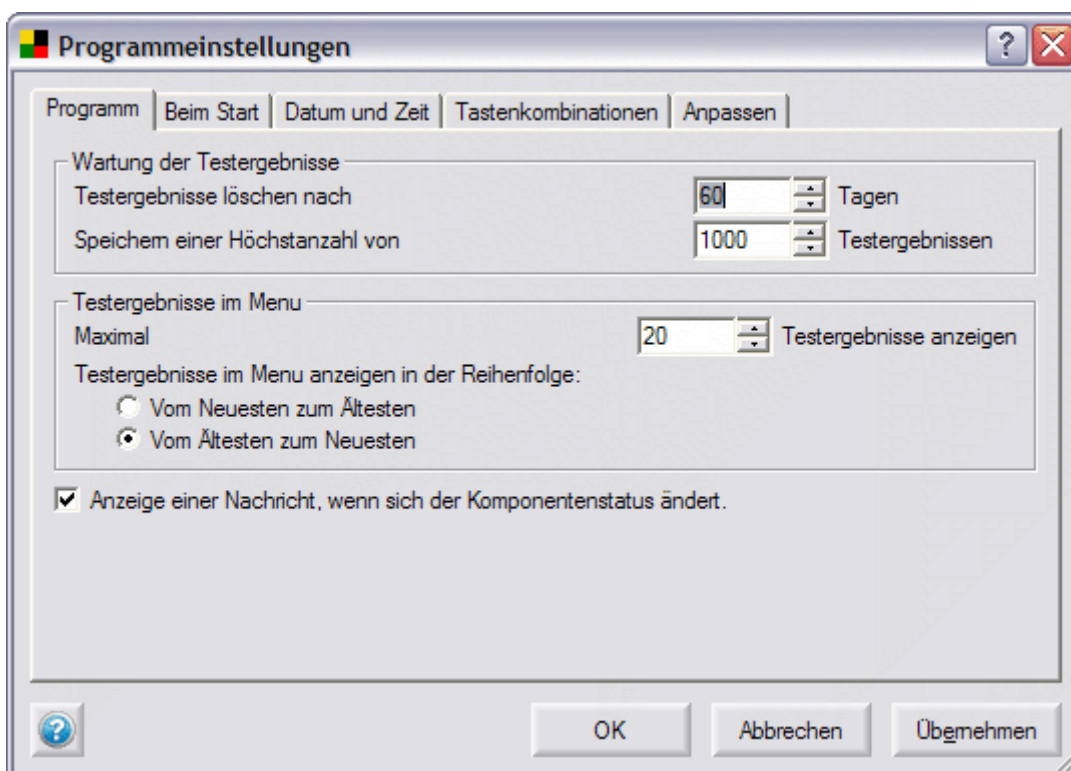 Programmeinstellungen
Programm Beim Start Datum und Zeit Tastenkombinationen Anpassen
Wartung der Testergebnisse
Testergebnisse löschen nach 60 Tagen
Speichern einer Höchstanzahl von 1000 Testergebnissen
Testergebnisse im Menu
Maximal 20 Testergebnisse anzeigen
Testergebnisse im Menu anzeigen in der Reihenfolge:
Vom Neuesten zum Ältesten
Vom Ältesten zum Neuesten
Anzeige einer Nachricht, wenn sich der Komponentenstatus ändert.
OK Abbrechen Übernehmen